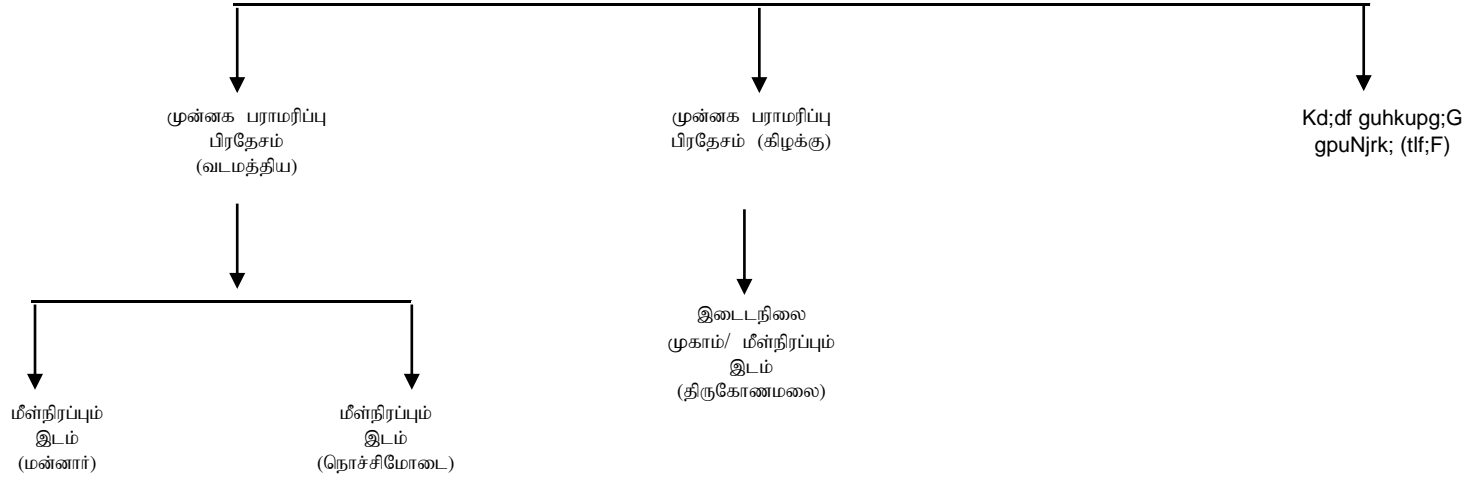 முன்னக பராமரிப்பு
பிரதேசம்
(வடமத்திய)
முன்னக பராமரிப்பு
பிரதேசம் (கிழக்கு)
Kd;df guhkupg;G
gpuNjrk; (tlf;F)
இடைடநிலை
முகாம்/ மீள்நிரப்பும்
இடம்
(திருகோணமலை)
மீள்நிரப்பும்
இடம்
(மன்னார்)
மீள்நிரப்பும்
இடம்
(நொச்சிமோடை)